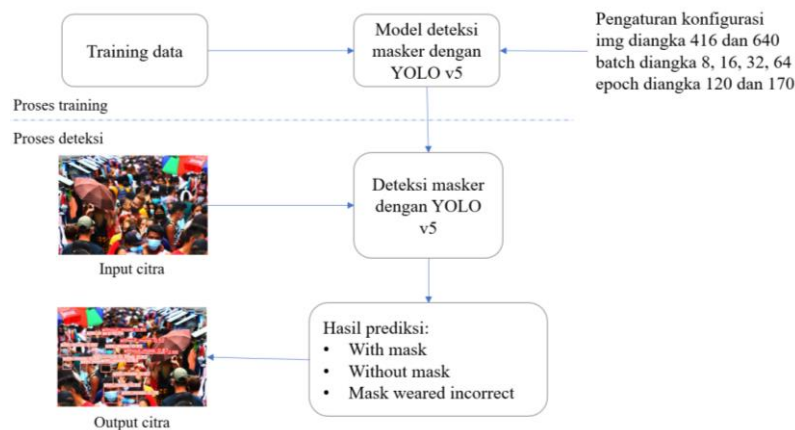 Training data
Model deteksi
masker dengan
YOLO v5
Pengaturan konfigurasi
img diangka 416 dan 640
batch diangka 8, 16, 32, 64
epoch diangka 120 dan 170
Proses training
Proses deteksi
Input citra
Deteksi masker
dengan YOLO
v5
Hasil prediksi:
• With mask
• Without mask
• Mask weared incorrect
Output citra